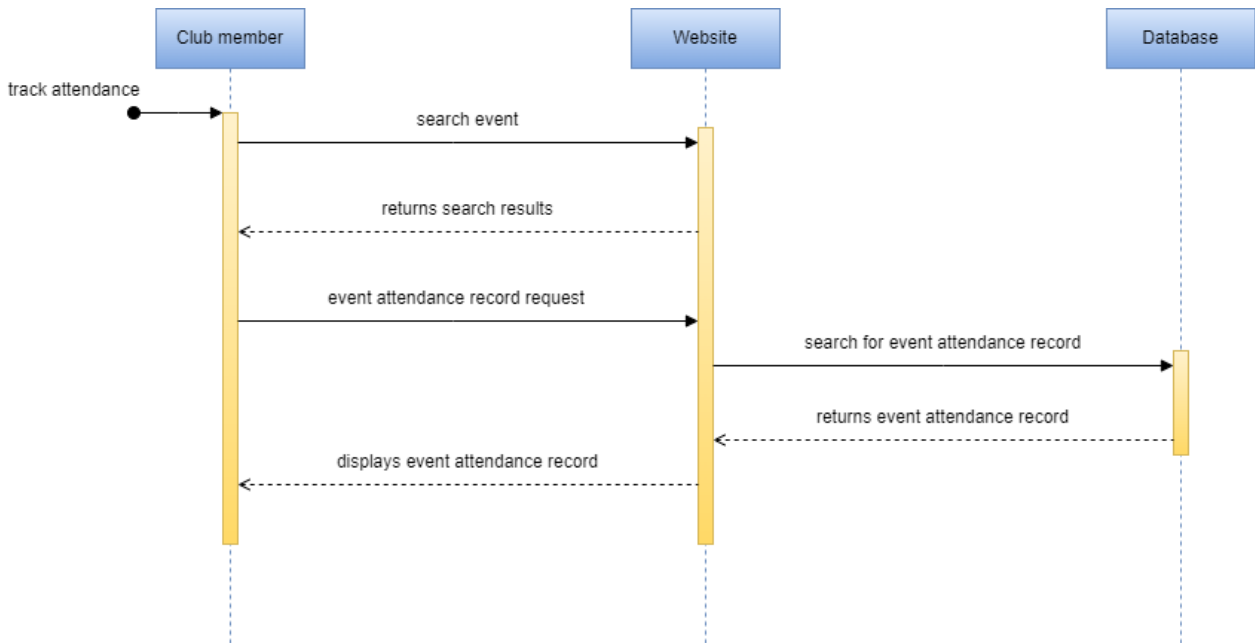 Club member
Website
Database
track attendance
search event
returns search results
event attendance record request
search for event attendance record
returns event attendance record
displays event attendance record